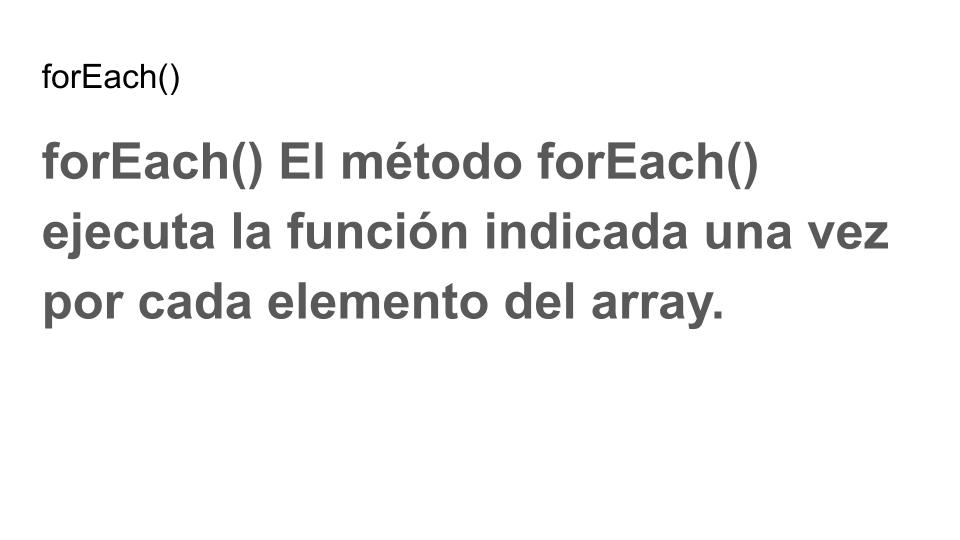 forEach()
forEach() El método forEach()
ejecuta la función indicada una vez
por cada elemento del array.